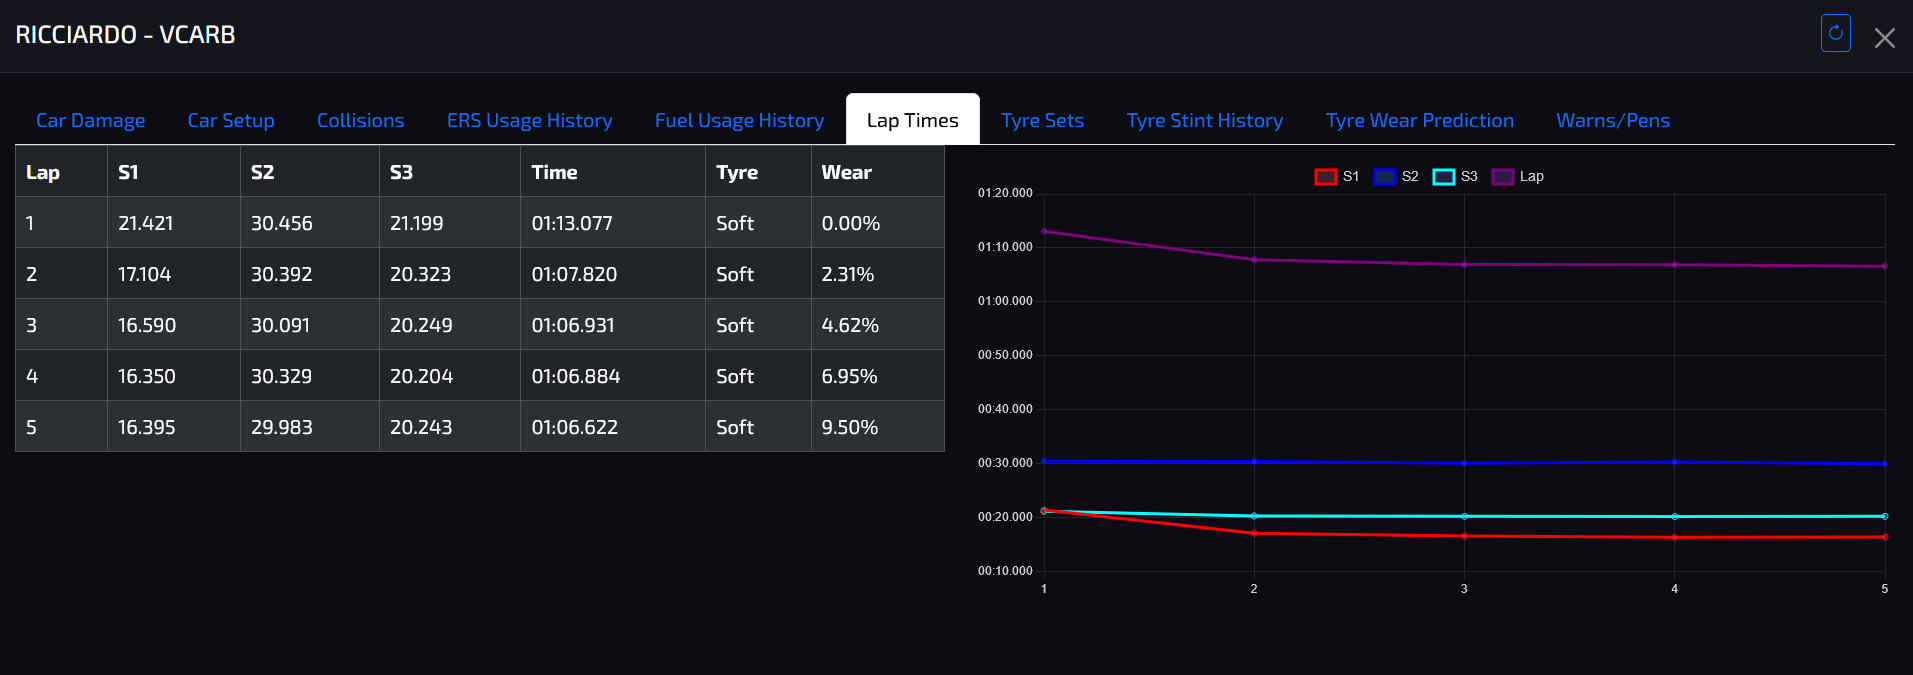 RICCIARDO - VCARB
Car Damage Car Setup Collisions ERS Usage History Fuel Usage History Lap Times Tyre Sets Tyre Stint History Tyre Wear Prediction Warns/Pens
Lap S1 S2 S3 Time Tyre Wear
1 21.421 30.456 21.199 01:13.077 Soft 0.00%
2 17.104 30.392 20.323 01:07.820 Soft 2.31%
3 16.590 30.091 20.249 01:06.931 Soft 4.62%
4 16.350 30.329 20.204 01:06.884 Soft 6.95%
5 16.395 29.983 20.243 01:06.622 Soft 9.50%
S1 S2 S3 Lap
01:20.000
01:10.000
01:00.000
00:50.000
00:40.000
00:30.000
00:20.000
00:10.000
1 2 3 4 5